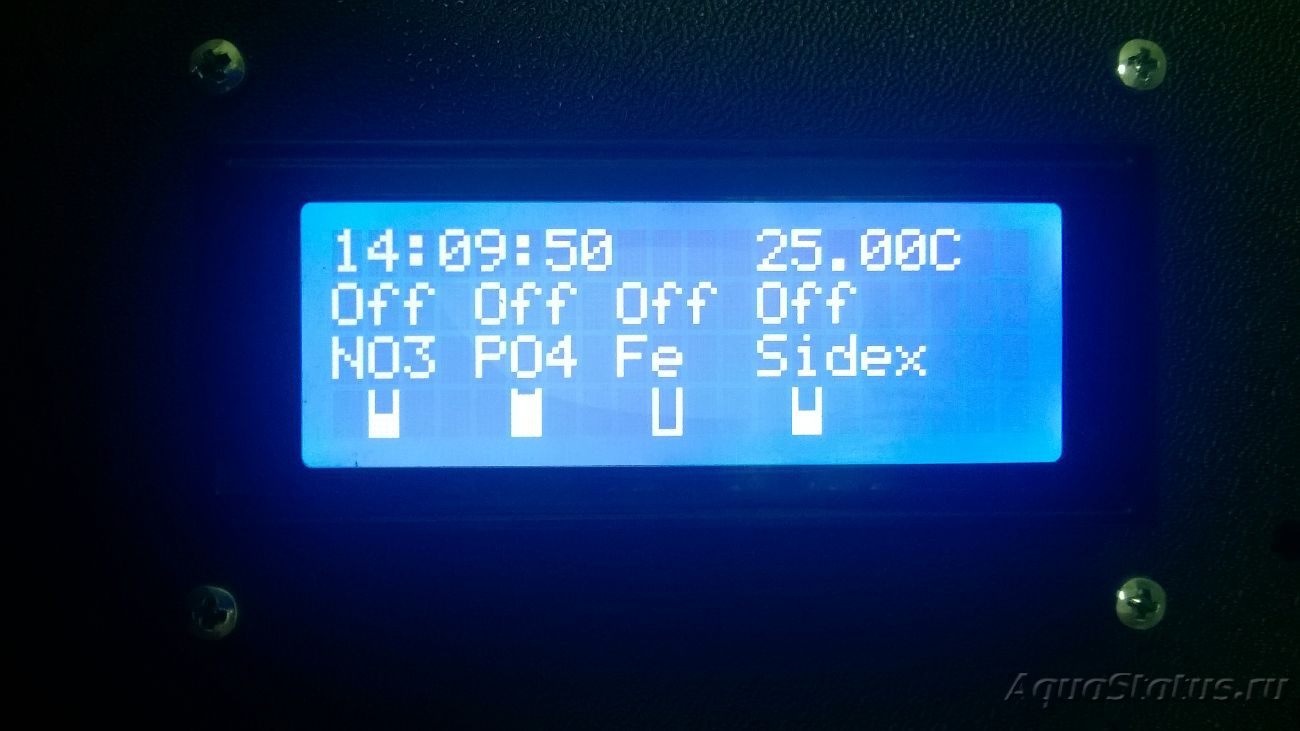 14:09:50 25.00C
Off Off Off Off
NO3 PO4 Fe Sidex
AquaStatus.ru